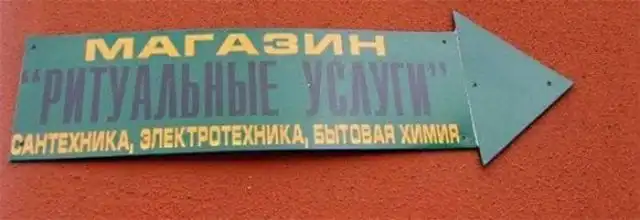 МАГАЗИН
"РИТУАЛЬНЫЕ УСЛУГИ"
САНТЕХНИКА, ЭЛЕКТРОТЕХНИКА, БЫТОВАЯ ХИМИЯ